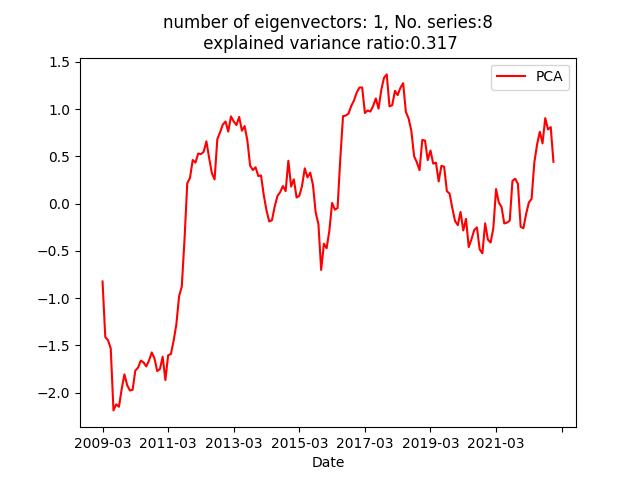 number of eigenvectors: 1, No. series:8
explained variance ratio:0.317
PCA
1.5
1.0
0.5
0.0
−0.5
−1.0
−1.5
−2.0
2009-03 2011-03 2013-03 2015-03 2017-03 2019-03 2021-03
Date